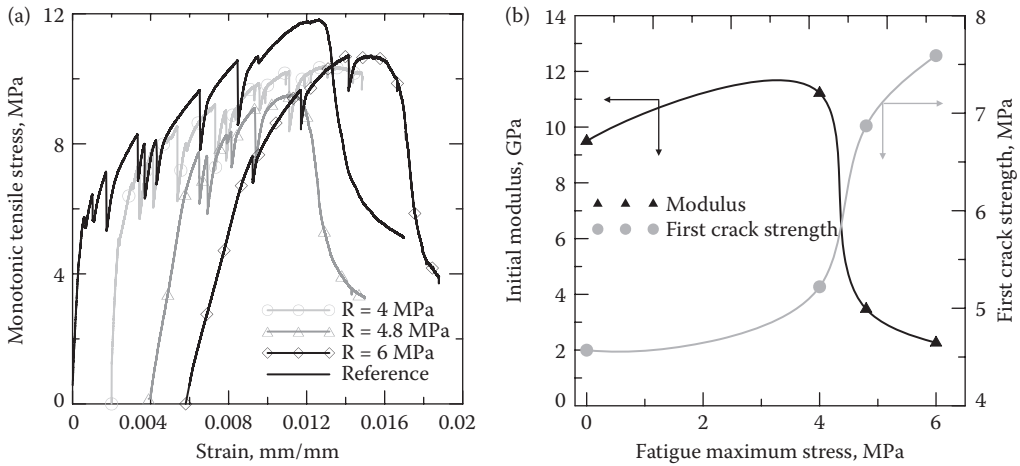 (a)
12
8
4
0
Monotonic tensile stress, MPa
R = 4 MPa
R = 4.8 MPa
R = 6 MPa
Reference
0 0.004 0.008 0.012 0.016 0.02
Strain, mm/mm
(b)
14
12
10
8
6
4
2
0
Initial modulus, GPa
Modulus
First crack strength
8
7
6
5
4
First crack strength, MPa
0 2 4 6
Fatigue maximum stress, MPa